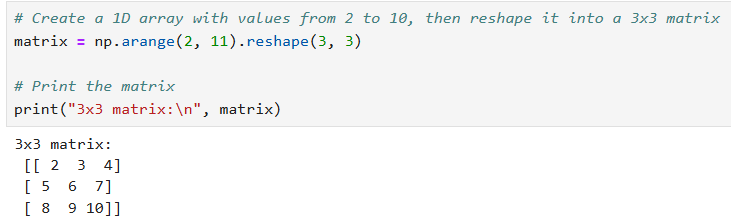 # Create a 1D array with values from 2 to 10, then reshape it into a 3x3 matrix
matrix = np.arange(2, 11).reshape(3, 3)
# Print the matrix
print("3x3 matrix:\n", matrix)
3x3 matrix:
 [[ 2  3  4]
 [ 5  6  7]
 [ 8  9 10]]